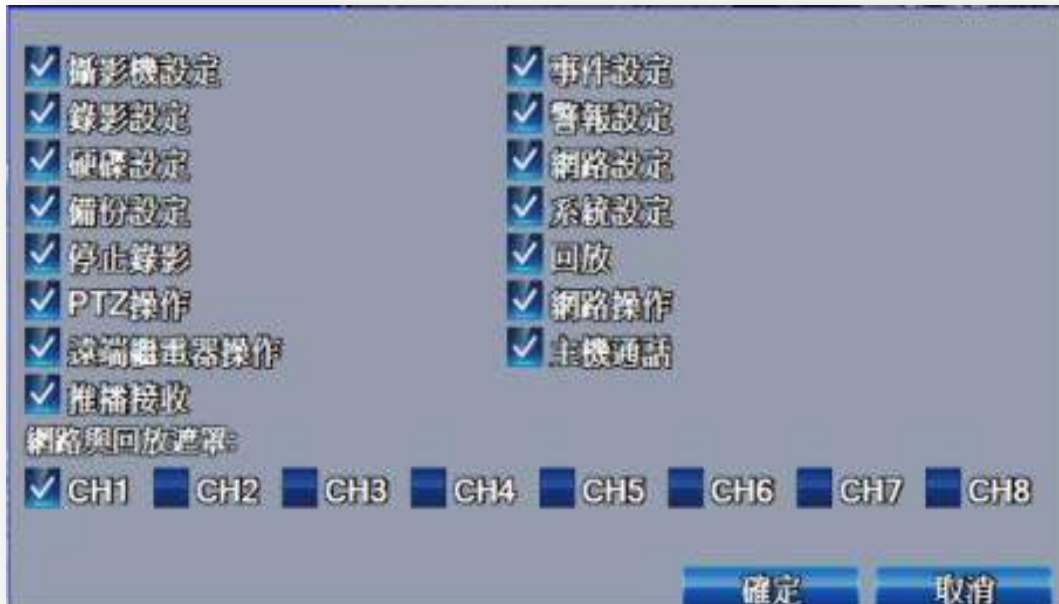 攝影機設定 事件設定
錄影設定 警報設定
硬碟設定 網路設定
備份設定 系統設定
停止錄影 回放
PTZ操作 網路操作
遠端繼電器操作 主機通話
推播接收
網路與回放遮罩:
CH1 CH2 CH3 CH4 CH5 CH6 CH7 CH8
確定 取消